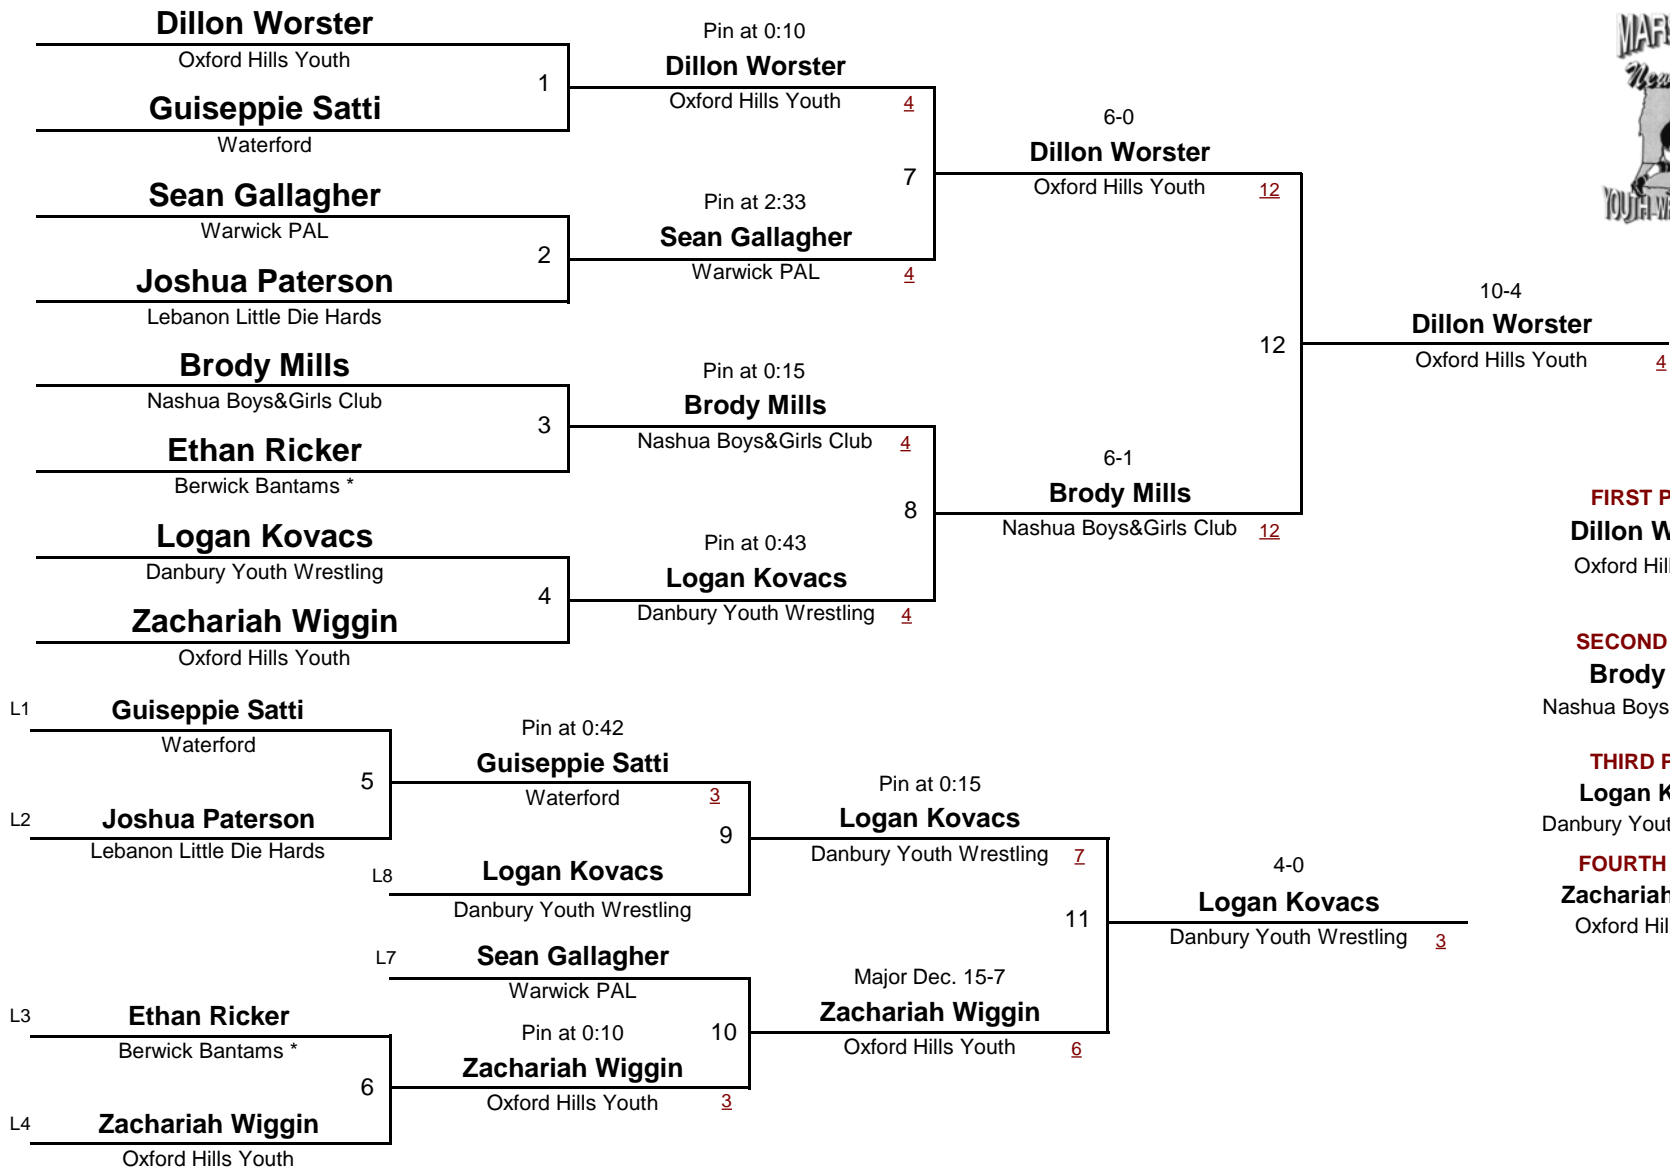 Dillon Worster
Oxford Hills Youth
1
Guiseppie Satti
Waterford
Sean Gallagher
Warwick PAL
2
Joshua Paterson
Lebanon Little Die Hards
Brody Mills
Nashua Boys&Girls Club
3
Ethan Ricker
Berwick Bantams *
Logan Kovacs
Danbury Youth Wrestling
4
Zachariah Wiggin
Oxford Hills Youth
Pin at 0:10
Dillon Worster
Oxford Hills Youth 4
7
Pin at 2:33
Sean Gallagher
Warwick PAL 4
Pin at 0:15
Brody Mills
Nashua Boys&Girls Club 4
8
Pin at 0:43
Logan Kovacs
Danbury Youth Wrestling 4
6-0
Dillon Worster
Oxford Hills Youth 12
12
6-1
Brody Mills
Nashua Boys&Girls Club 12
10-4
Dillon Worster
Oxford Hills Youth 4
FIRST P
Dillon W
Oxford Hill
SECOND
Brody
Nashua Boys
THIRD P
Logan K
Danbury Yout
FOURTH
Zachariah
Oxford Hil
L1 Guiseppie Satti
Waterford
5
L2 Joshua Paterson
Lebanon Little Die Hards
Pin at 0:42
Guiseppie Satti
Waterford 3
9
L8 Logan Kovacs
Danbury Youth Wrestling
L7 Sean Gallagher
Warwick PAL
10
L3 Ethan Ricker
Berwick Bantams *
6
L4 Zachariah Wiggin
Oxford Hills Youth
Pin at 0:10
Zachariah Wiggin
Oxford Hills Youth 3
Pin at 0:15
Logan Kovacs
Danbury Youth Wrestling 7
11
Major Dec. 15-7
Zachariah Wiggin
Oxford Hills Youth 6
4-0
Logan Kovacs
Danbury Youth Wrestling 3